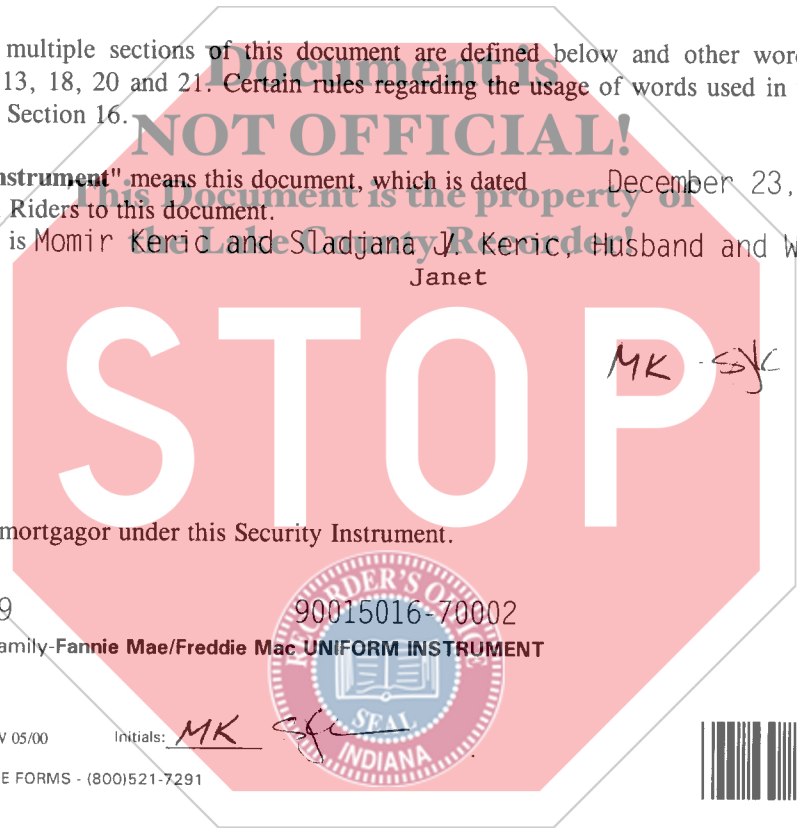 multiple sections of this document are defined below and other wor
13, 18, 20 and 21. Certain rules regarding the usage of words used in
Section 16.
Document is
NOT OFFICIAL!
This Document is the property of
the Lake County Recorder!
nstrument" means this document, which is dated December 23,
Riders to this document.
is Momir Keric and Sladjana J. Keric, Husband and W
Janet
MK SJK
STOP
mortgagor under this Security Instrument.
9 90015016-70002
amily-Fannie Mae/Freddie Mac UNIFORM INSTRUMENT
RECORDER'S OFFICE
SEAL
INDIANA
V 05/00 Initials: MK
E FORMS - (800)521-7291